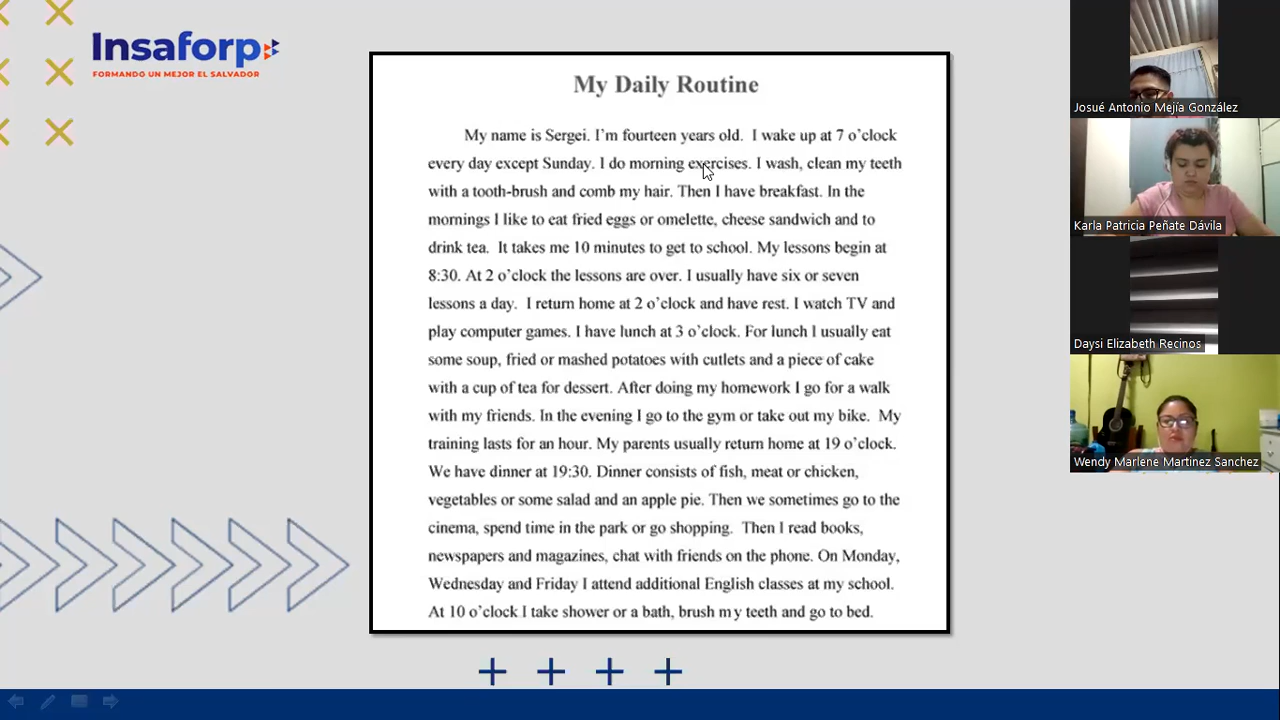 Insaforp
FORMANDO UN MEJOR EL SALVADOR
My Daily Routine
My name is Sergei. I'm fourteen years old. I wake up at 7 o'clock
every day except Sunday. I do morning exercises. I wash, clean my teeth
with a tooth-brush and comb my hair. Then I have breakfast. In the
mornings I like to eat fried eggs or omelette, cheese sandwich and to
drink tea. It takes me 10 minutes to get to school. My lessons begin at
8:30. At 2 o'clock the lessons are over. I usually have six or seven
lessons a day. I return home at 2 o'clock and have rest. I watch TV and
play computer games. I have lunch at 3 o'clock. For lunch I usually eat
some soup, fried or mashed potatoes with cutlets and a piece of cake
with a cup of tea for dessert. After doing my homework I go for a walk
with my friends. In the evening I go to the gym or take out my bike. My
training lasts for an hour. My parents usually return home at 19 o'clock.
We have dinner at 19:30. Dinner consists of fish, meat or chicken,
vegetables or some salad and an apple pie. Then we sometimes go to the
cinema, spend time in the park or go shopping. Then I read books,
newspapers and magazines, chat with friends on the phone. On Monday,
Wednesday and Friday I attend additional English classes at my school.
At 10 o'clock I take shower or a bath, brush my teeth and go to bed.
Josué Antonio Mejía González
Karla Patricia Peñate Dávila
Daysi Elizabeth Recinos
Wendy Marlene Martinez Sanchez